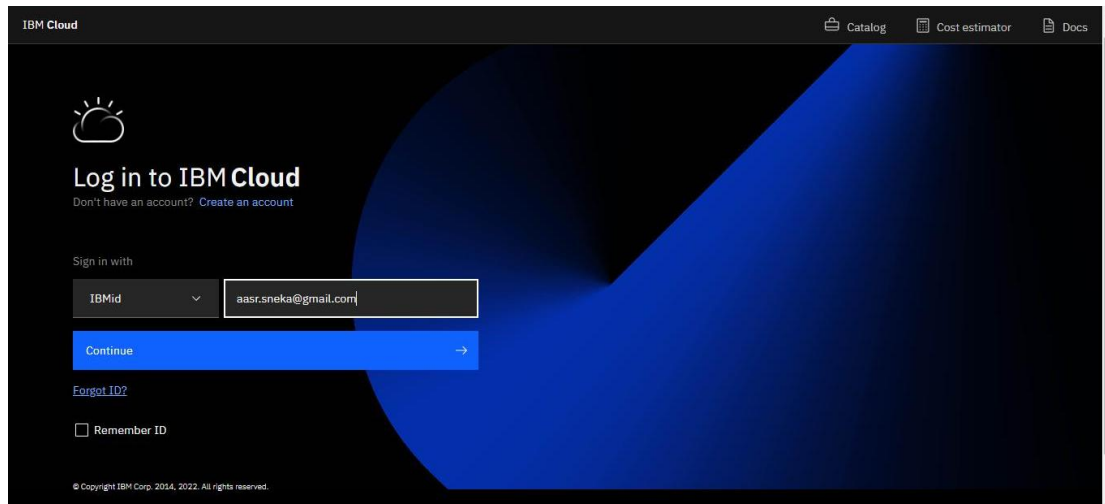 IBM Cloud
Catalog
Cost estimator
Docs
Log in to IBM Cloud
Don't have an account? Create an account
Sign in with
IBMid
aasr.sneka@gmail.com
Continue
Forgot ID?
Remember ID
© Copyright IBM Corp. 2014, 2022. All rights reserved.